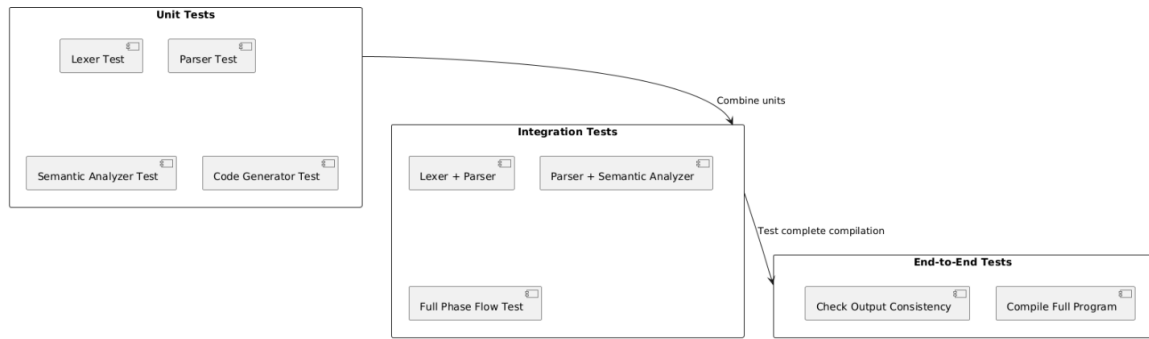 Unit Tests
Lexer Test
Parser Test
Semantic Analyzer Test
Code Generator Test
Combine units
Integration Tests
Lexer + Parser
Parser + Semantic Analyzer
Full Phase Flow Test
Test complete compilation
End-to-End Tests
Check Output Consistency
Compile Full Program